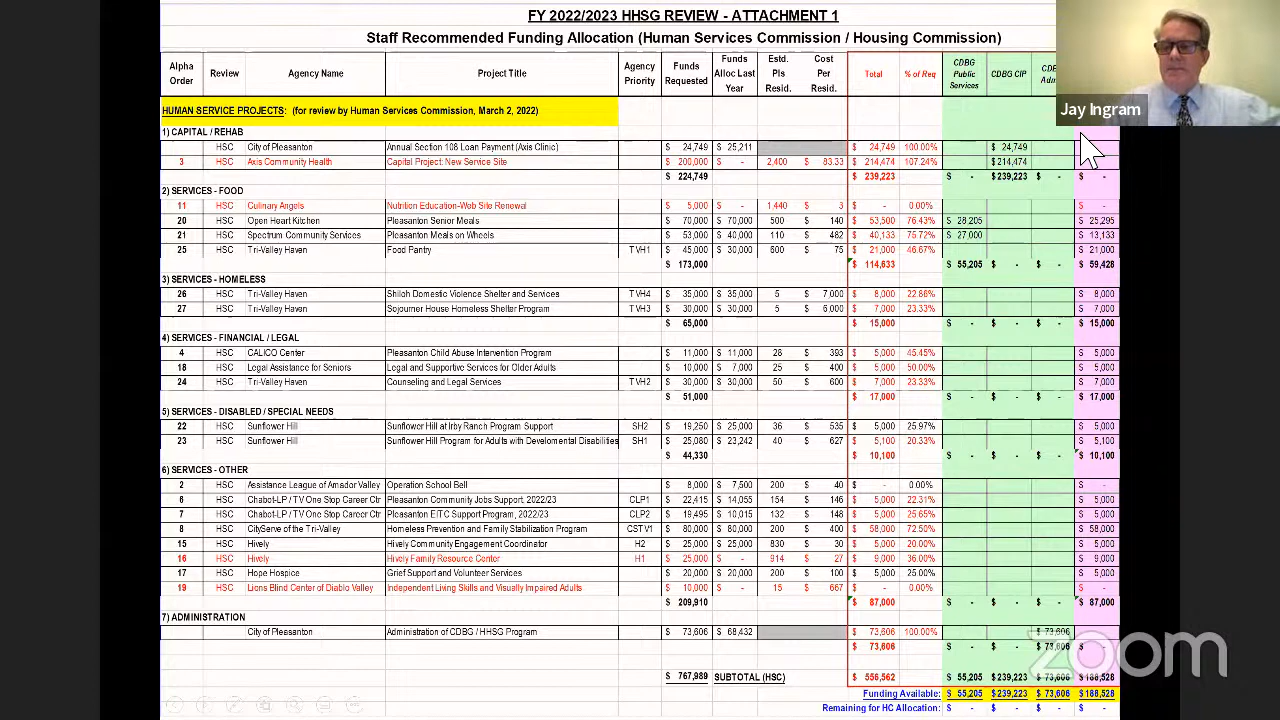 FY 2022/2023 HHSG REVIEW - ATTACHMENT 1
Staff Recommended Funding Allocation (Human Services Commission / Housing Commission)
Alpha Order Review Agency Name Project Title Agency Priority Funds Requested Funds Alloc Last Year Estd. Pls Resid. Cost Per Resid. Total % of Req CDBG Public Services CDBG CIP
Jay Ingram
HUMAN SERVICE PROJECTS: (for review by Human Services Commission, March 2, 2022)
1) CAPITAL / REHAB
HSC City of Pleasanton Annual Section 108 Loan Payment (Axis Clinic) $ 24,749 $ 25,211 $ 24,749 100.00% $ 24,749
3 HSC Axis Community Health Capital Project: New Service Site $ 200,000 $ - 2,400 $ 83.33 $ 214,474 107.24% $ 214,474 $ -
$ 224,749 $ 239,223 $ - $ 239,223 $ - $ -
2) SERVICES - FOOD
11 HSC Culinary Angels Nutrition Education-Web Site Renewal $ 5,000 $ - 1,440 $ 3 $ - 0.00% $ -
20 HSC Open Heart Kitchen Pleasanton Senior Meals $ 70,000 $ 70,000 500 $ 140 $ 53,500 76.43% $ 28,205 $ 25,295
21 HSC Spectrum Community Services Pleasanton Meals on Wheels $ 53,000 $ 40,000 110 $ 482 $ 40,133 75.72% $ 27,000 $ 13,133
25 HSC Tri-Valley Haven Food Pantry TVH1 $ 45,000 $ 30,000 600 $ 75 $ 21,000 46.67% $ 21,000
$ 173,000 $ 114,633 $ 55,205 $ - $ - $ 59,428
3) SERVICES - HOMELESS
26 HSC Tri-Valley Haven Shiloh Domestic Violence Shelter and Services TVH4 $ 35,000 $ 35,000 5 $ 7,000 $ 8,000 22.86% $ 8,000
27 HSC Tri-Valley Haven Sojourner House Homeless Shelter Program TVH3 $ 30,000 $ 30,000 5 $ 6,000 $ 7,000 23.33% $ 7,000
$ 65,000 $ 15,000 $ - $ - $ - $ 15,000
4) SERVICES - FINANCIAL / LEGAL
4 HSC CALICO Center Pleasanton Child Abuse Intervention Program $ 11,000 $ 11,000 28 $ 393 $ 5,000 45.45% $ 5,000
18 HSC Legal Assistance for Seniors Legal and Supportive Services for Older Adults $ 10,000 $ 7,000 25 $ 400 $ 5,000 50.00% $ 5,000
24 HSC Tri-Valley Haven Counseling and Legal Services TVH2 $ 30,000 $ 30,000 50 $ 600 $ 7,000 23.33% $ 7,000
$ 51,000 $ 17,000 $ - $ - $ - $ 17,000
5) SERVICES - DISABLED / SPECIAL NEEDS
22 HSC Sunflower Hill Sunflower Hill at Irby Ranch Program Support SH2 $ 19,250 $ 25,000 36 $ 535 $ 5,000 25.97% $ 5,000
23 HSC Sunflower Hill Sunflower Hill Program for Adults with Develomental Disabilities SH1 $ 25,080 $ 23,242 40 $ 627 $ 5,100 20.33% $ 5,100
$ 44,330 $ 10,100 $ - $ - $ - $ 10,100
6) SERVICES - OTHER
2 HSC Assistance League of Amador Valley Operation School Bell $ 8,000 $ 7,500 200 $ 40 $ - 0.00% $ -
6 HSC Chabot-LP / TV One Stop Career Ctr Pleasanton Community Jobs Support, 2022/23 CLP1 $ 22,415 $ 14,055 154 $ 146 $ 5,000 22.31% $ 5,000
7 HSC Chabot-LP / TV One Stop Career Ctr Pleasanton EITC Support Program, 2022/23 CLP2 $ 19,495 $ 10,015 132 $ 148 $ 5,000 25.65% $ 5,000
8 HSC CityServe of the Tri-Valley Homeless Prevention and Family Stabilization Program CSTV1 $ 80,000 $ 80,000 200 $ 400 $ 58,000 72.50% $ 58,000
15 HSC Hively Hively Community Engagement Coordinator H2 $ 25,000 $ 25,000 830 $ 30 $ 5,000 20.00% $ 5,000
16 HSC Hively Hively Family Resource Center H1 $ 25,000 $ - 914 $ 27 $ 9,000 36.00% $ 9,000
17 HSC Hope Hospice Grief Support and Volunteer Services $ 20,000 $ 20,000 200 $ 100 $ 5,000 25.00% $ 5,000
19 HSC Lions Blind Center of Diablo Valley Independent Living Skills and Visually Impaired Adults $ 10,000 $ - 15 $ 667 $ - 0.00% $ -
$ 209,910 $ 87,000 $ - $ - $ - $ 87,000
7) ADMINISTRATION
City of Pleasanton Administration of CDBG / HHSG Program $ 73,606 $ 68,432 $ 73,606 100.00% $ 73,606
$ 73,606 $ - $ - $ 73,606 $ -
$ 767,989 SUBTOTAL (HSC) $ 556,562 $ 55,205 $ 239,223 $ 73,606 $ 188,528
Funding Available: $ 55,205 $ 239,223 $ 73,606 $ 188,528
Remaining for HC Allocation: $ - $ - $ - $ -
zoom